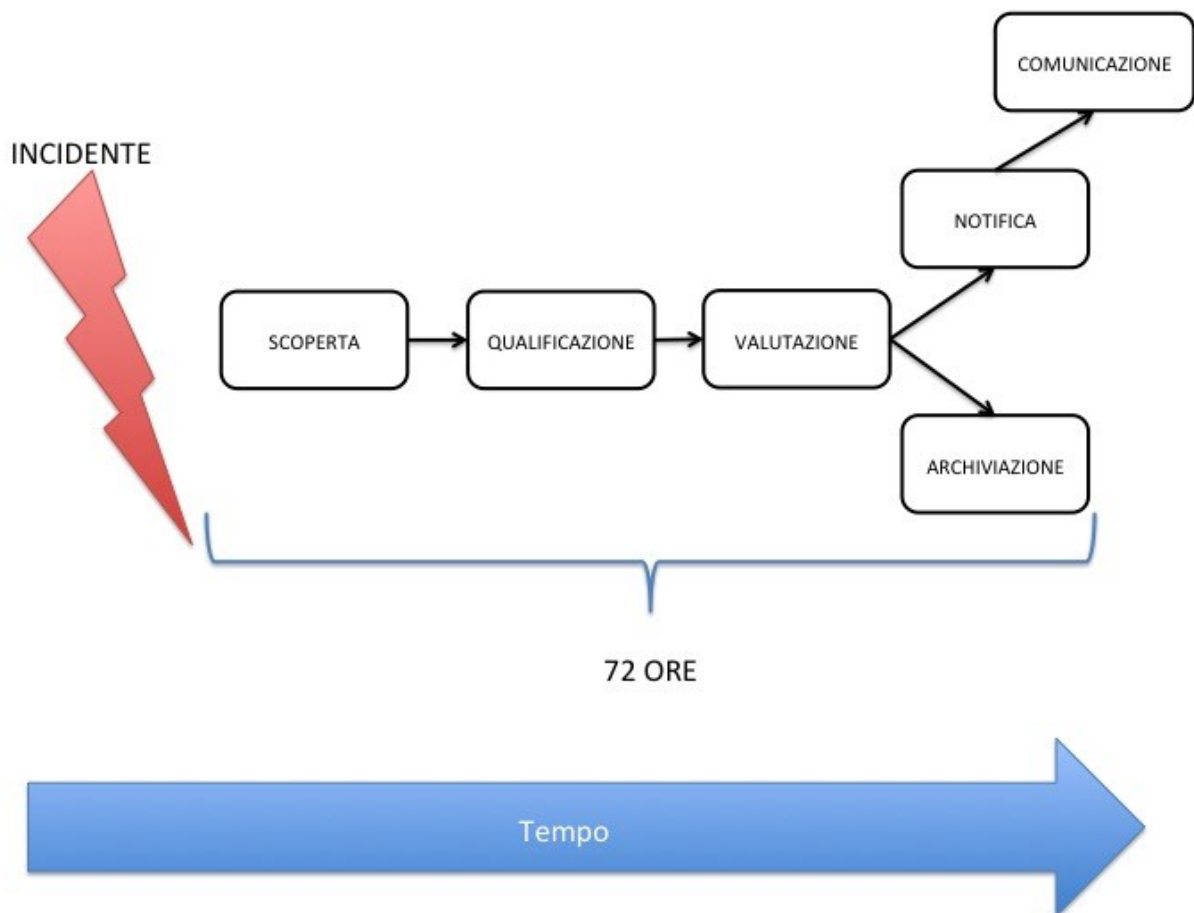 COMUNICAZIONE
INCIDENTE
NOTIFICA
SCOPERTA
QUALIFICAZIONE
VALUTAZIONE
ARCHIVIAZIONE
72 ORE
Tempo